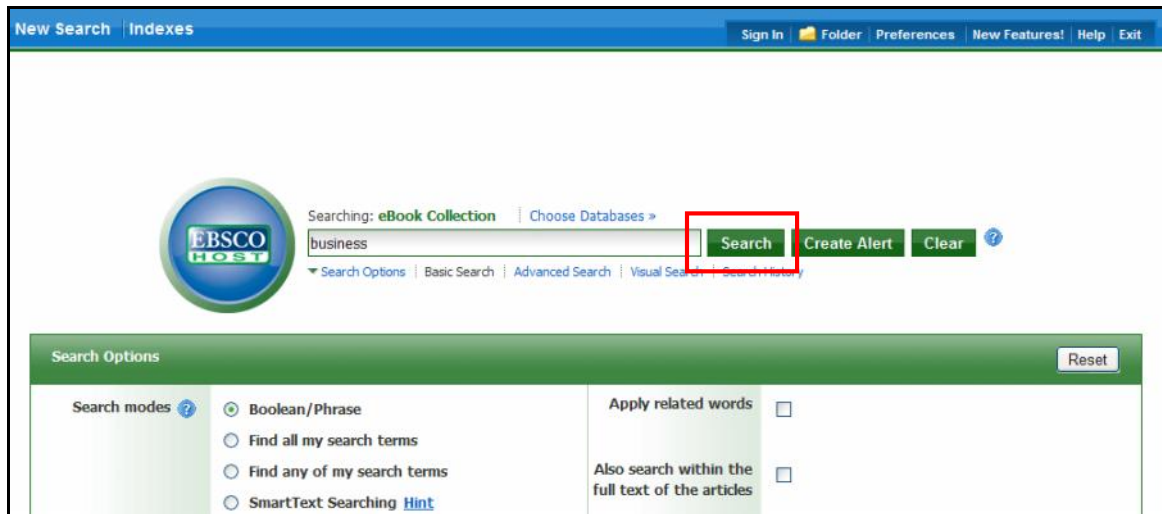 New Search Indexes
Sign In Folder Preferences New Features! Help Exit
Searching: eBook Collection Choose Databases »
EBSCO
HOST
business Search Create Alert Clear ?
Search Options Basic Search Advanced Search Visual Search Search History
Search Options Reset
Search modes ? Boolean/Phrase Apply related words
Find all my search terms
Find any of my search terms Also search within the
full text of the articles
SmartText Searching Hint